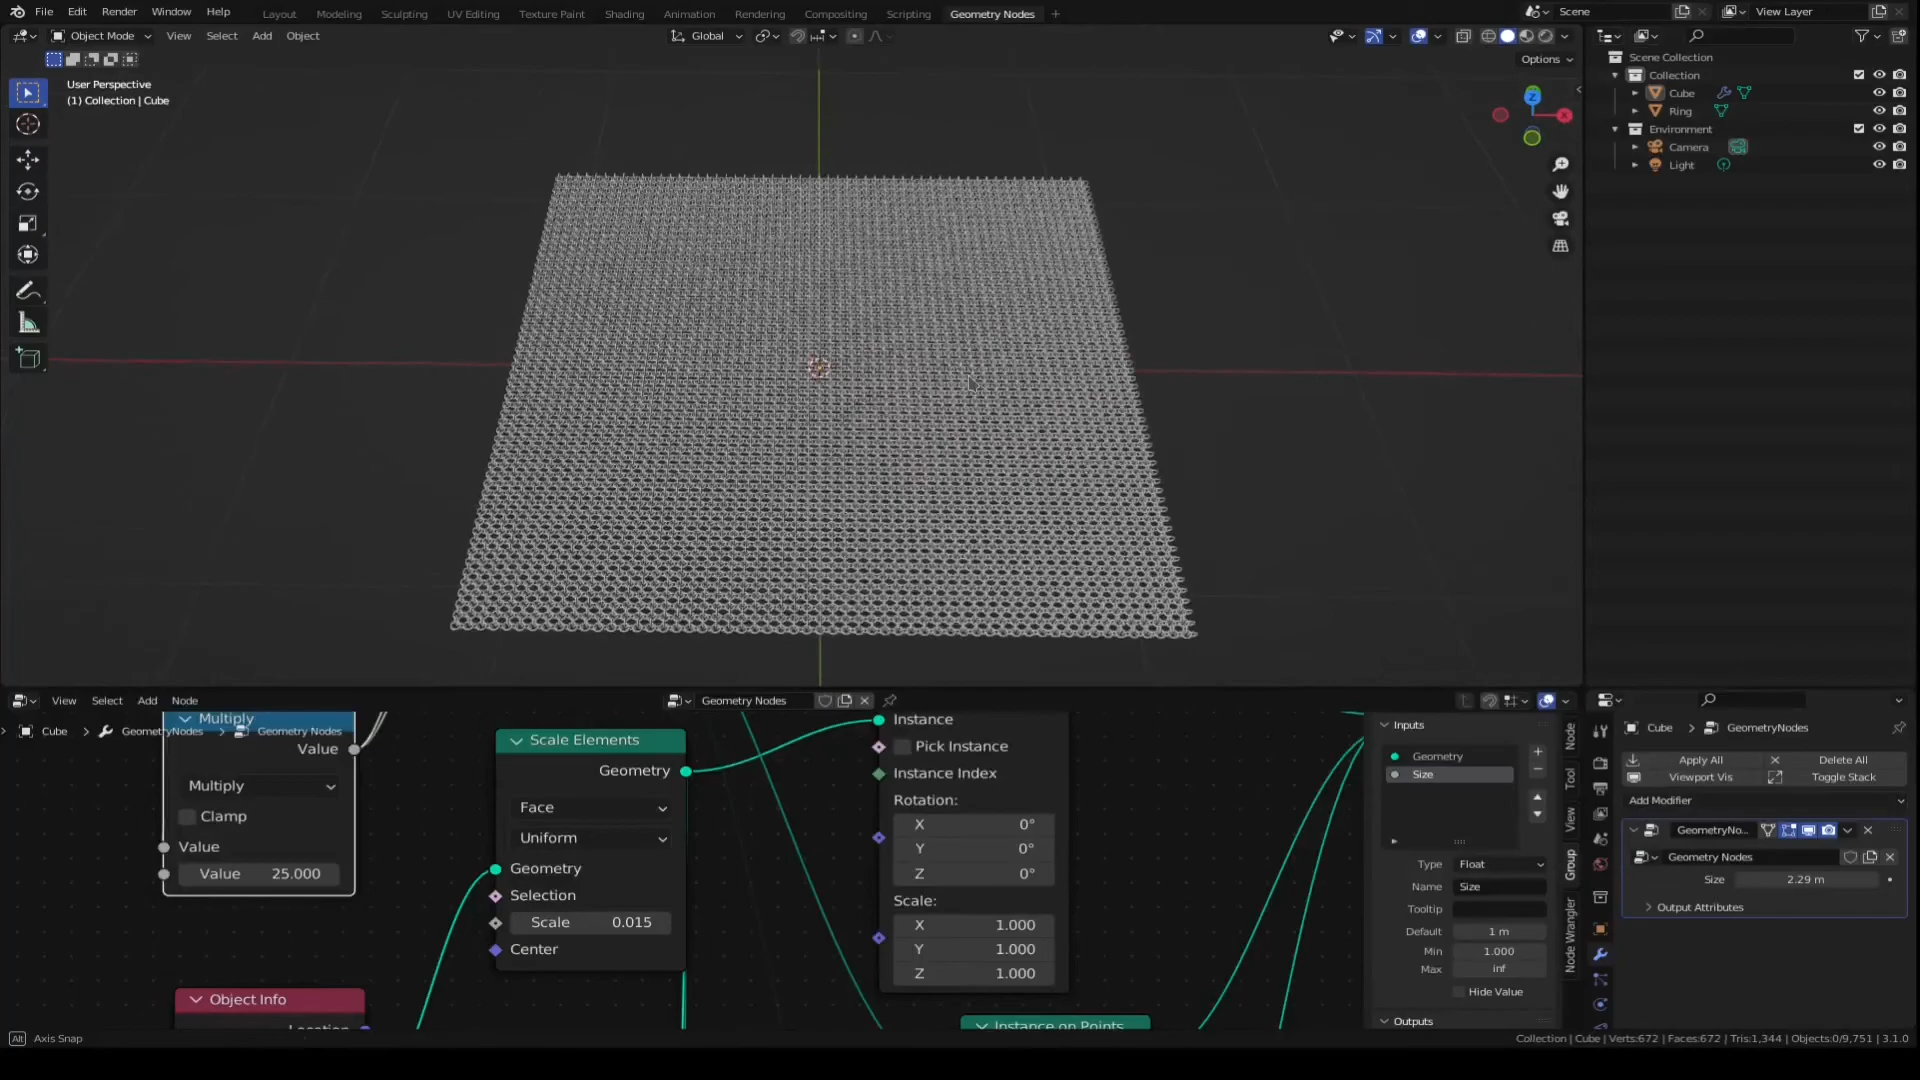 File Edit Render Window Help
Layout Modeling Sculpting UV Editing Texture Paint Shading Animation Rendering Compositing Scripting Geometry Nodes +
Scene
View Layer
Object Mode View Select Add Object
Global
Options
User Perspective
(1) Collection | Cube
Z
X
Scene Collection
Collection
Cube
Ring
Environment
Camera
Light
View Select Add Node
Geometry Nodes
Cube > GeometryNodes > Geometry Nodes
Multiply
Value
Multiply
Clamp
Value
Value 25.000
Scale Elements
Geometry
Face
Uniform
Geometry
Selection
Scale 0.015
Center
Object Info
Location
Instance
Pick Instance
Instance Index
Rotation:
X 0°
Y 0°
Z 0°
Scale:
X 1.000
Y 1.000
Z 1.000
Instance on Points
Inputs
Geometry
Size
Type Float
Name Size
Tooltip
Default 1 m
Min 1.000
Max inf
Hide Value
Outputs
Node
Tool
View
Group
Node Wrangler
Cube > GeometryNodes
Apply All
Delete All
Viewport Vis
Toggle Stack
Add Modifier
GeometryNo...
Geometry Nodes
Size 2.29 m
Output Attributes
Alt Axis Snap
Collection | Cube | Verts:672 | Faces:672 | Tris:1,344 | Objects:0/9,751 | 3.1.0